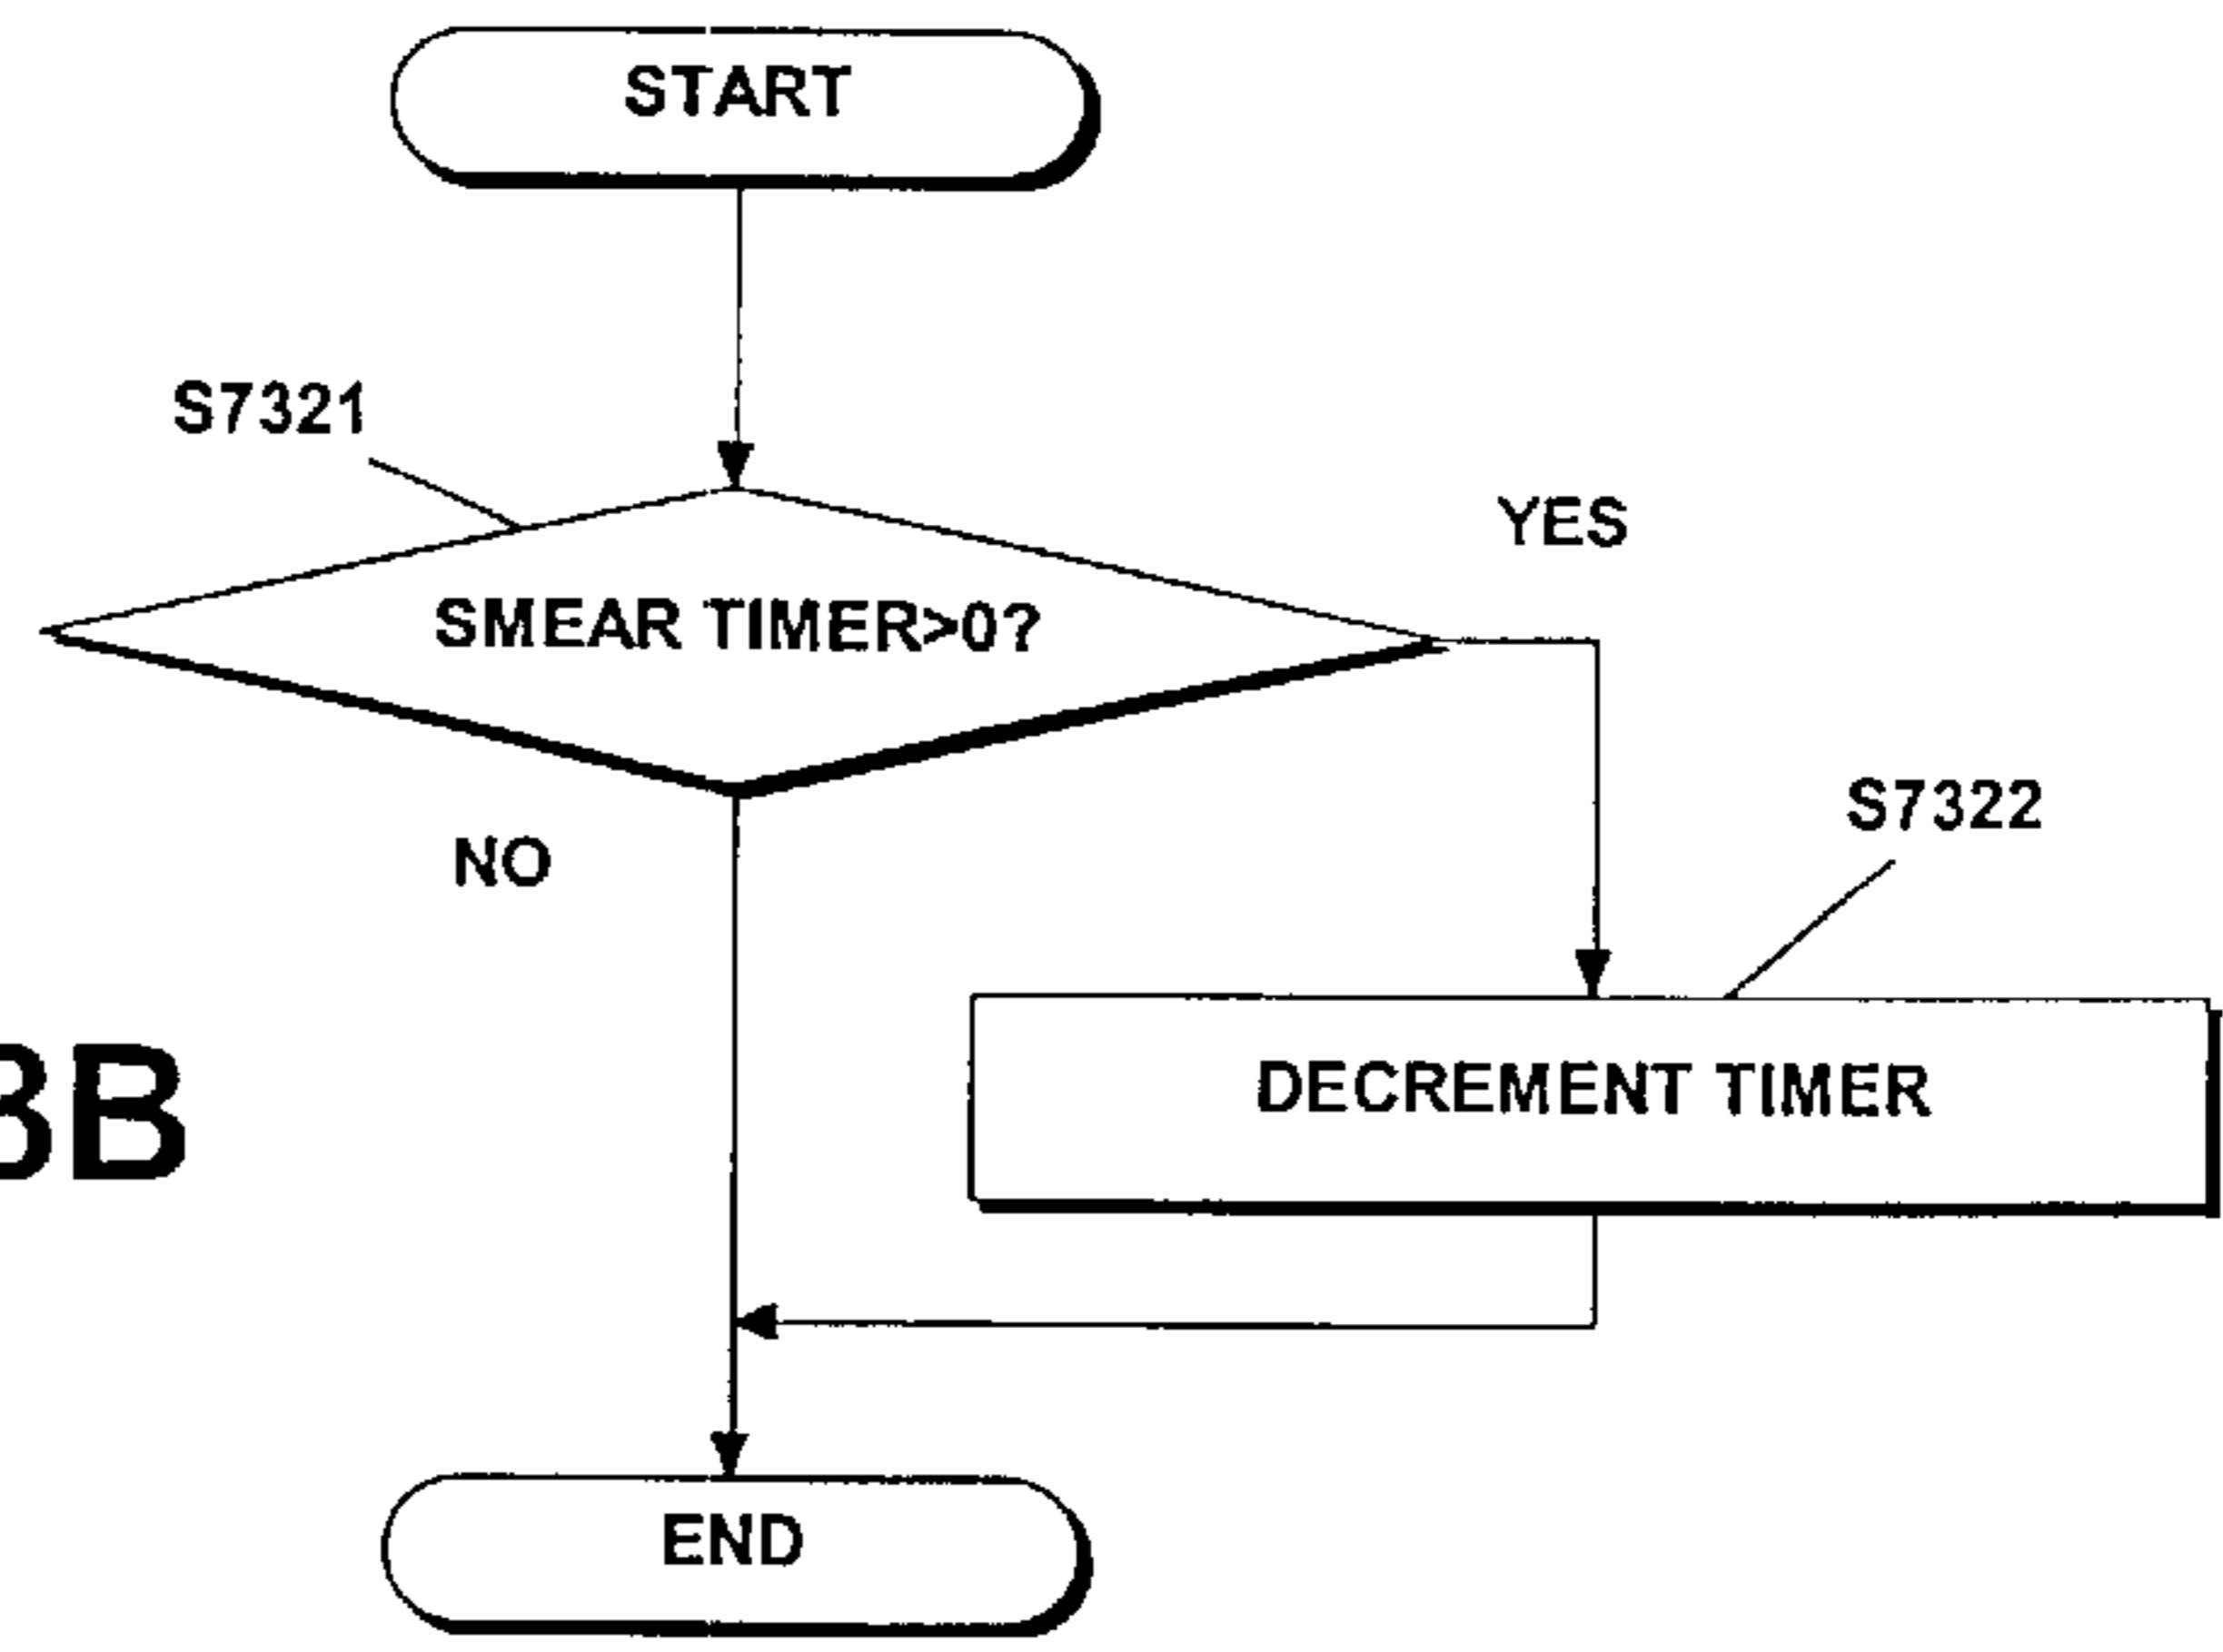 START
S7321
YES
SMEAR TIMER>0?
S7322
NO
DECREMENT TIMER
3B
END